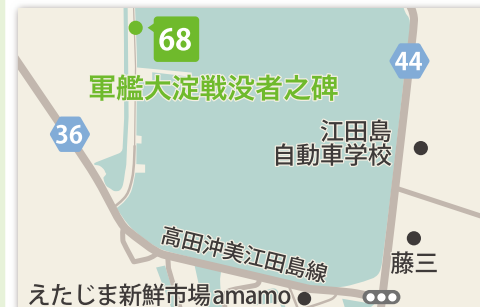 68
44
軍艦大淀戦没者之碑
36
江田島
自動車学校
高田沖美江田島線
藤三
えたじま新鮮市場amamo